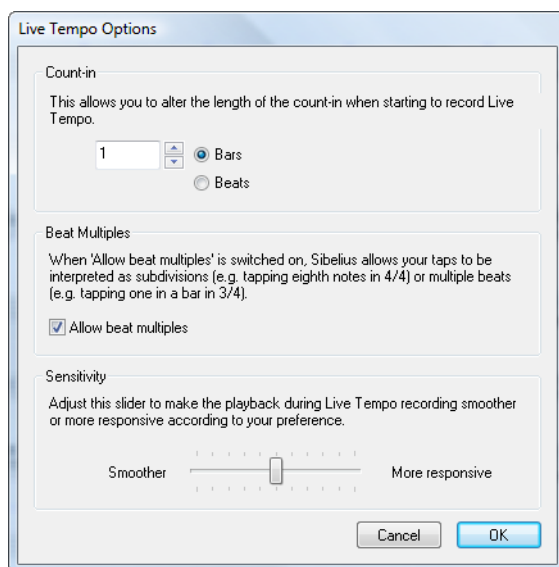 Live Tempo Options
Count-in
This allows you to alter the length of the count-in when starting to record Live
Tempo.
1
Bars
Beats
Beat Multiples
When 'Allow beat multiples' is switched on, Sibelius allows your taps to be
interpreted as subdivisions (e.g. tapping eighth notes in 4/4) or multiple beats
(e.g. tapping one in a bar in 3/4).
Allow beat multiples
Sensitivity
Adjust this slider to make the playback during Live Tempo recording smoother
or more responsive according to your preference.
Smoother More responsive
Cancel OK